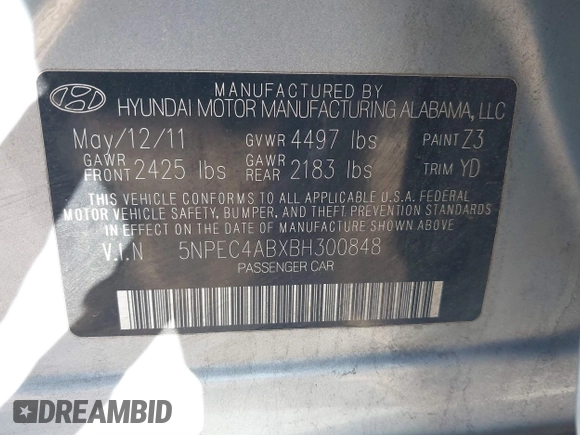 MANUFACTURED BY
HYUNDAI MOTOR MANUFACTURING ALABAMA, LLC
May/12/11 GVWR 4497 lbs PAINT Z3
GAWR FRONT 2425 lbs GAWR REAR 2183 lbs TRIM YD
THIS VEHICLE CONFORMS TO ALL APPLICABLE U.S.A. FEDERAL
MOTOR VEHICLE SAFETY, BUMPER, AND THEFT PREVENTION STANDARDS
IN EFFECT ON THE DATE OF MANUFACTURE SHOWN ABOVE
V.I.N 5NPEC4ABXBH300848
PASSENGER CAR
DREAMBID